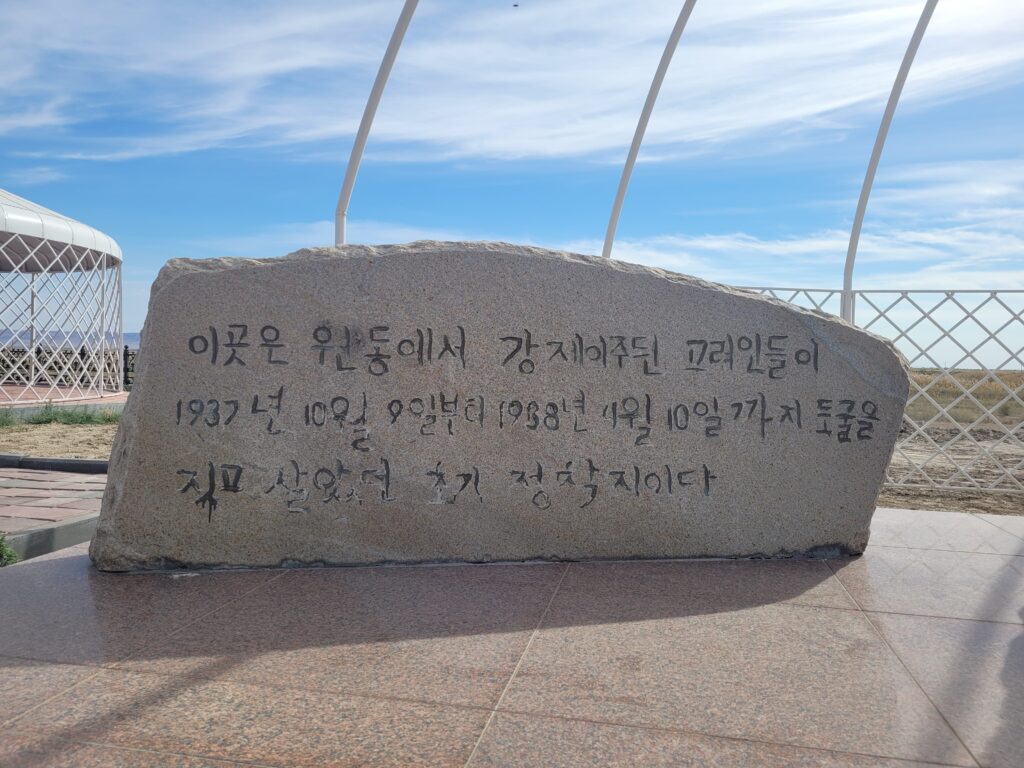 이곳은 원동에서 강제이주된 고려인들이
1937년 10월 9일부터 1938년 4월 10일까지 토굴을
짓고 살았던 초기 정착지이다